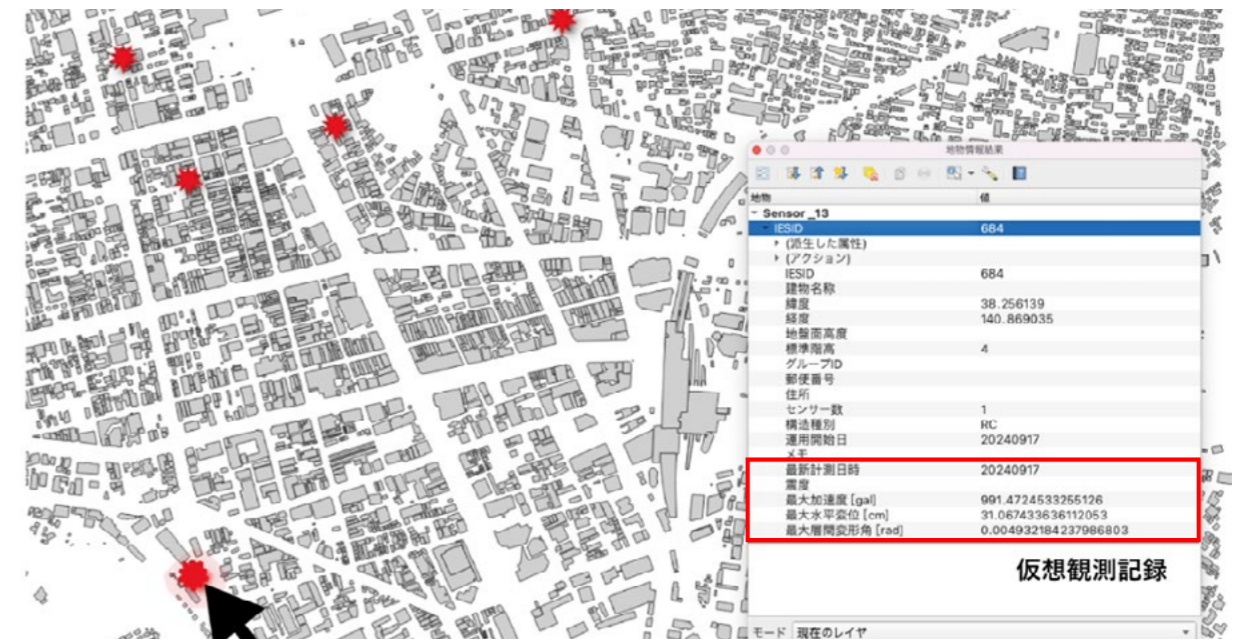 地物情報結果
地物 値
Sensor_13
IESID 684
(派生した属性)
(アクション)
IESID 684
建物名称
緯度 38.256139
経度 140.869035
地盤面高度
標準階高 4
グループID
郵便番号
住所
センサー数 1
構造種別 RC
運用開始日 20240917
メモ
最新計測日時 20240917
震度
最大加速度 [gal] 991.4724533255126
最大水平変位 [cm] 31.067433636112053
最大層間変形角 [rad] 0.004932184237986803
仮想観測記録
モード 現在のレイヤ